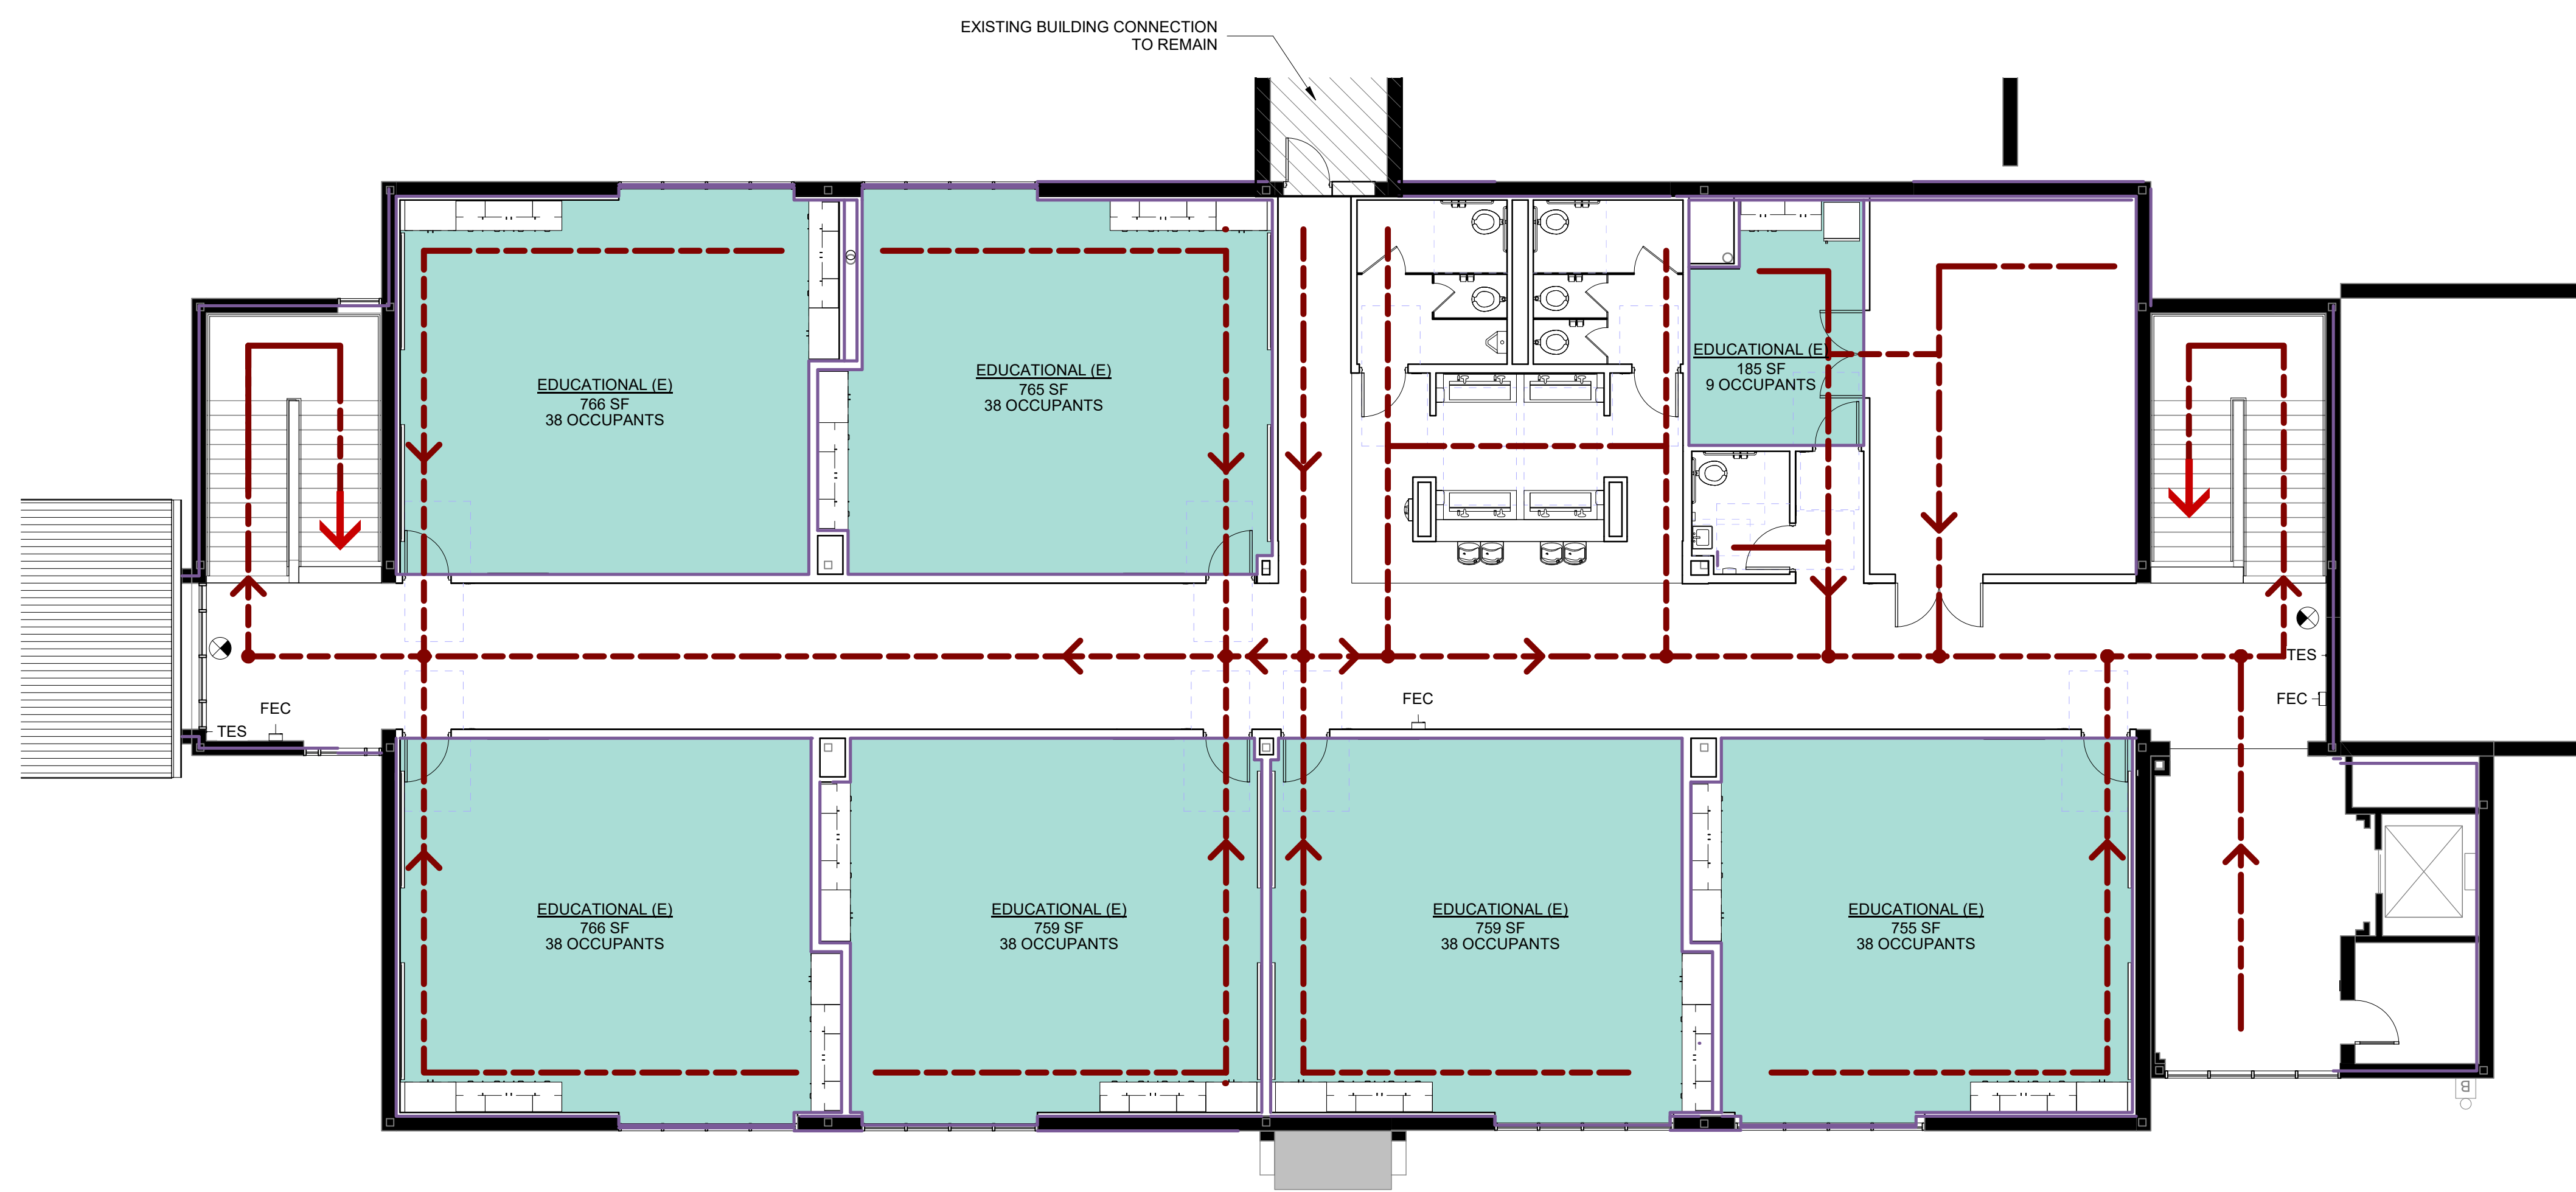 EXISTING BUILDING CONNECTION
TO REMAIN
EDUCATIONAL (E)
766 SF
38 OCCUPANTS
EDUCATIONAL (E)
765 SF
38 OCCUPANTS
EDUCATIONAL (E)
185 SF
9 OCCUPANTS
FEC
TES
FEC
TES
FEC
EDUCATIONAL (E)
766 SF
38 OCCUPANTS
EDUCATIONAL (E)
759 SF
38 OCCUPANTS
EDUCATIONAL (E)
759 SF
38 OCCUPANTS
EDUCATIONAL (E)
755 SF
38 OCCUPANTS
B